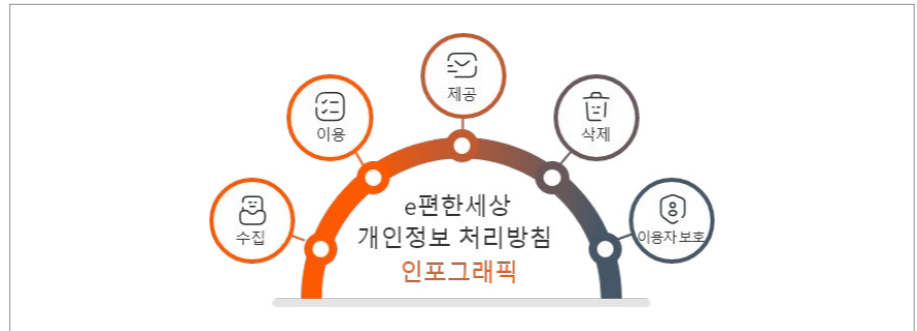 수집
이용
제공
삭제
이용자 보호
e편한세상
개인정보 처리방침
인포그래픽